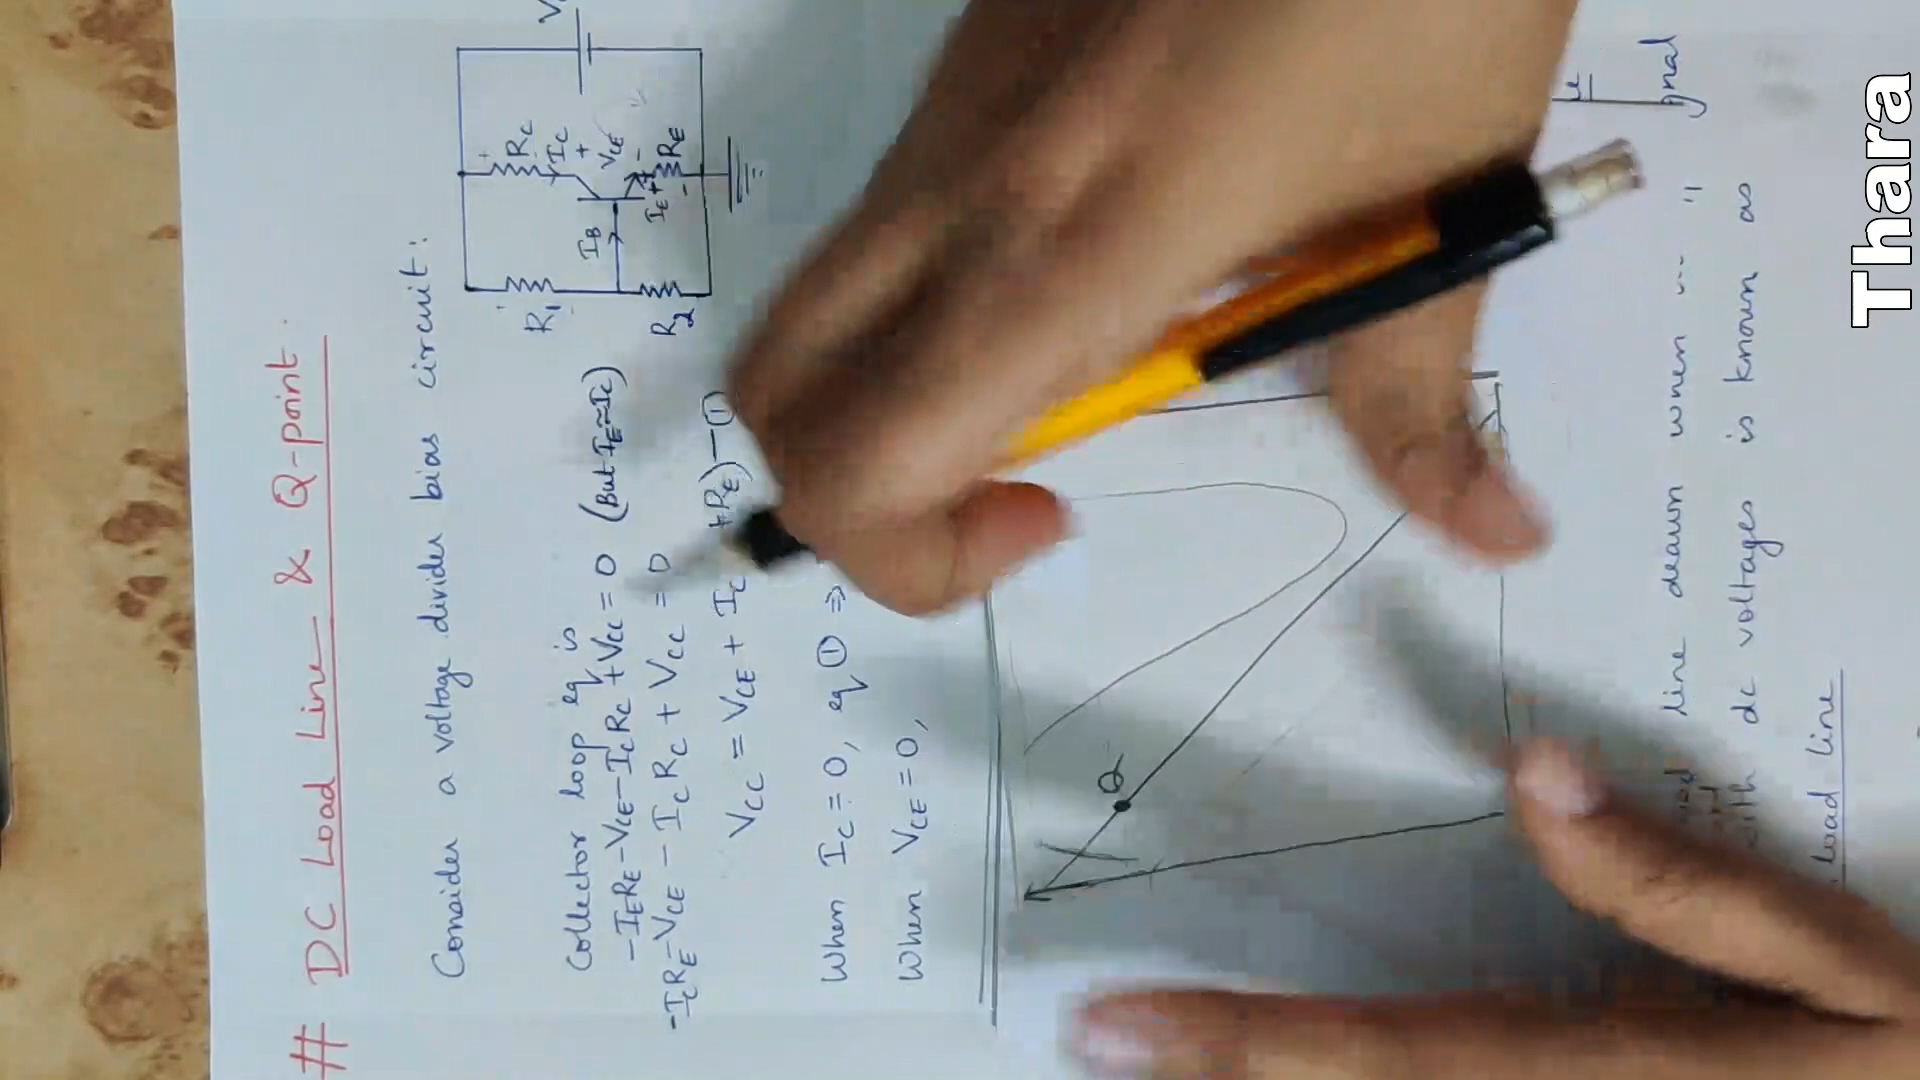 # DC Load Line & Q-point.
Consider a voltage divider bias circuit:
R1
R2
RC
IC
+
VCE
-
IB
IE
RE
Collector loop eq is
-IERE-VCE-ICRC+VCC=0 (But IE≈IC)
-ICRE-VCE-ICRC+VCC=0
VCC=VCE+IC +RE)-①
When IC=0, eq ① ⇒
When VCE=0,
Q
line drawn when
with dc voltages is known as
load line
Thara